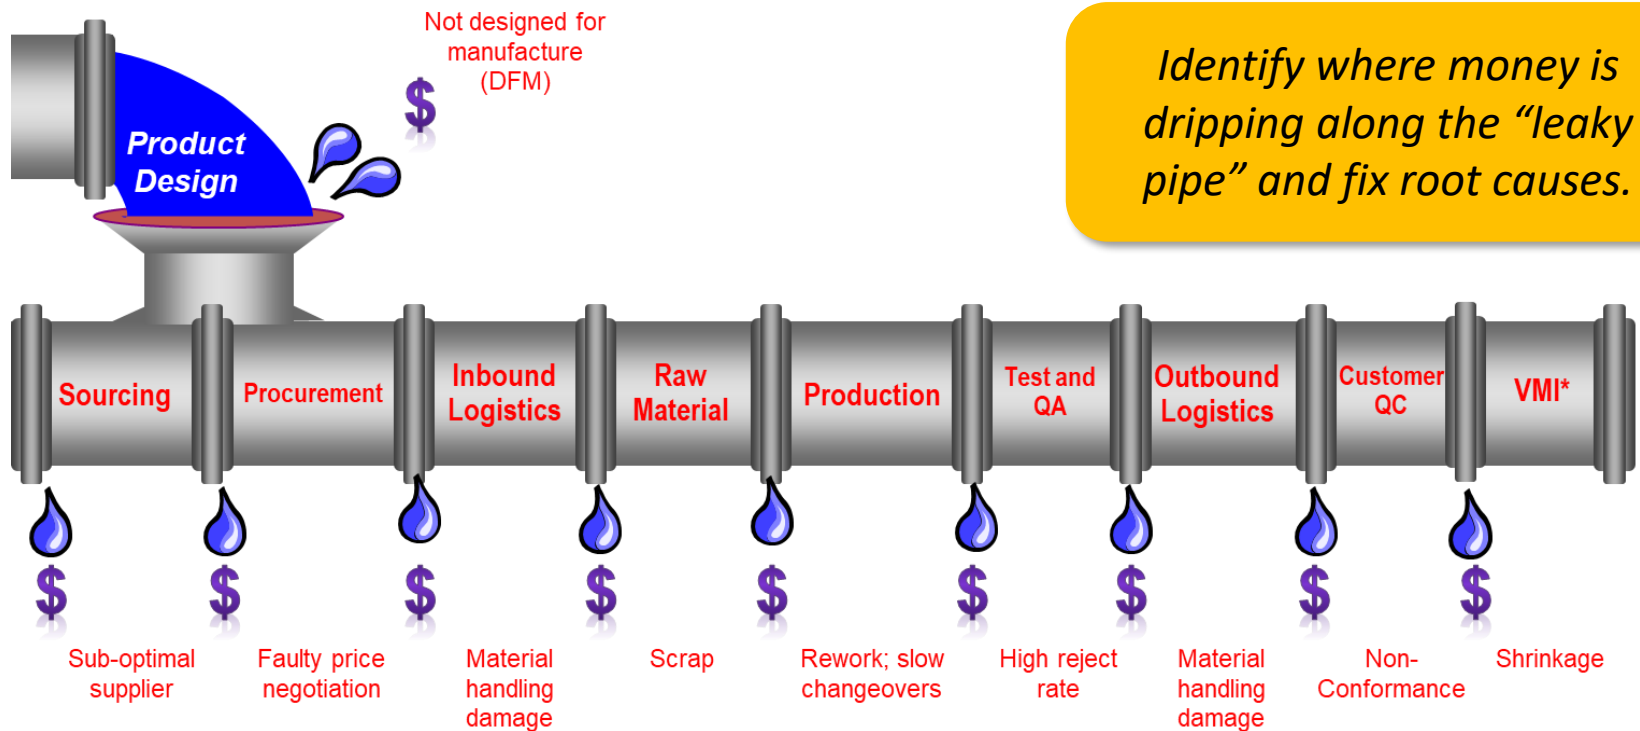 Not designed for
manufacture
(DFM)
$
Identify where money is
dripping along the “leaky
pipe” and fix root causes.
Product
Design
Sourcing
Procurement
Inbound
Logistics
Raw
Material
Production
Test and
QA
Outbound
Logistics
Customer
QC
VMI*
$ $ $ $ $ $ $ $ $
Sub-optimal
supplier
Faulty price
negotiation
Material
handling
damage
Scrap
Rework; slow
changeovers
High reject
rate
Material
handling
damage
Non-
Conformance
Shrinkage